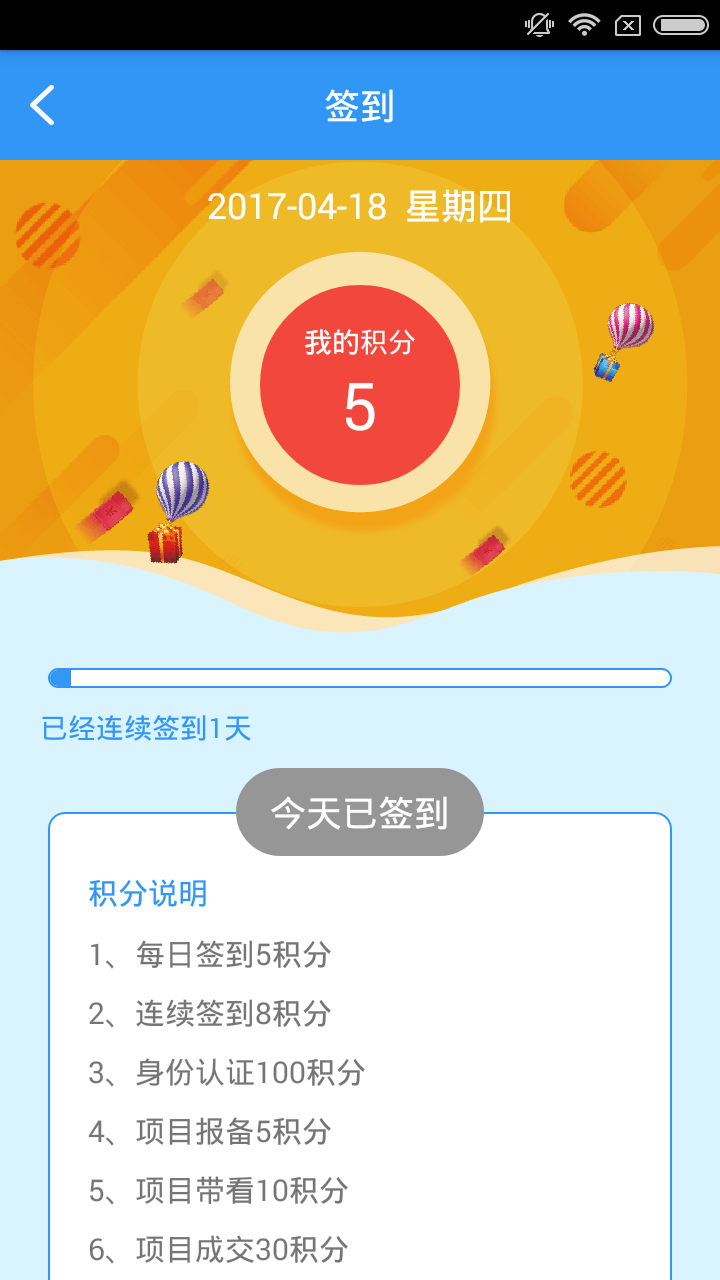 签到
2017-04-18 星期四
我的积分
5
已经连续签到1天
今天已签到
积分说明
1、每日签到5积分
2、连续签到8积分
3、身份认证100积分
4、项目报备5积分
5、项目带看10积分
6、项目成交30积分